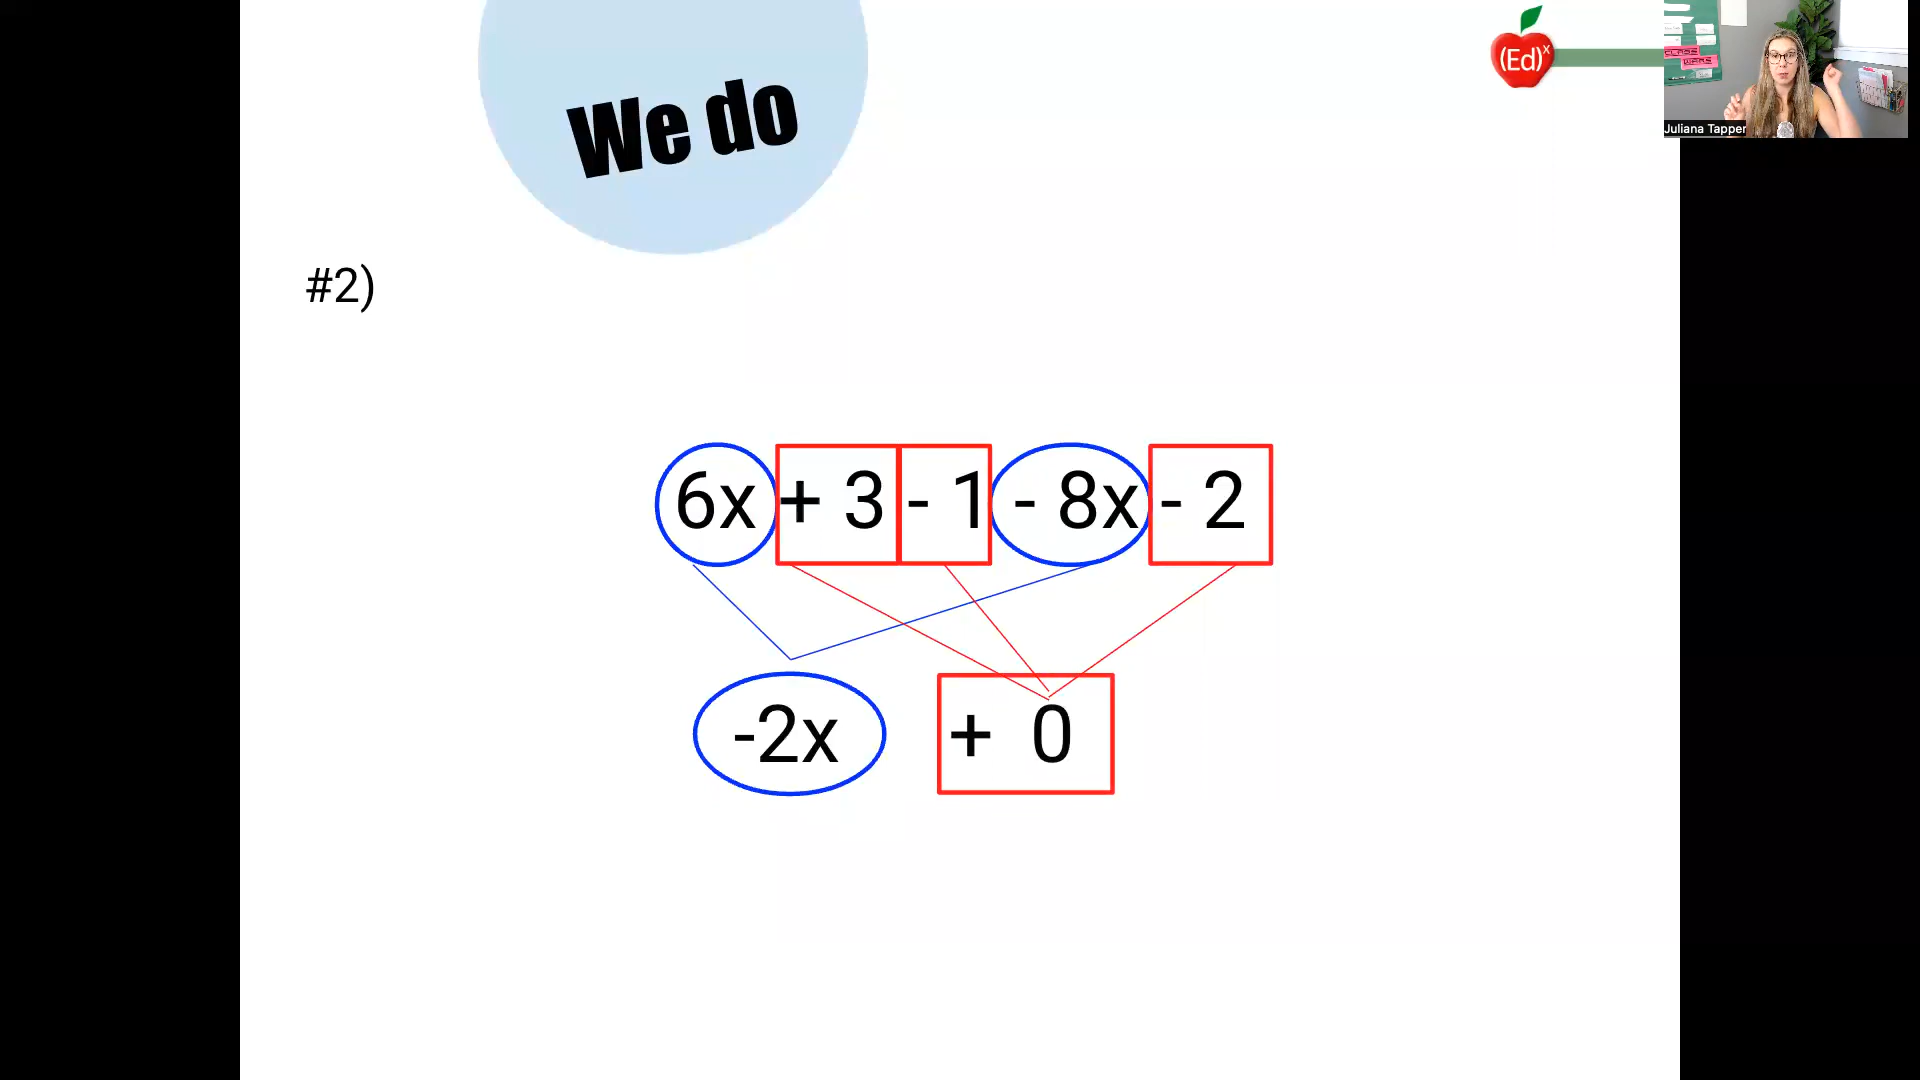 We do
(Ed)x
Juliana Tapper
#2)
6x + 3 - 1 - 8x - 2
-2x + 0